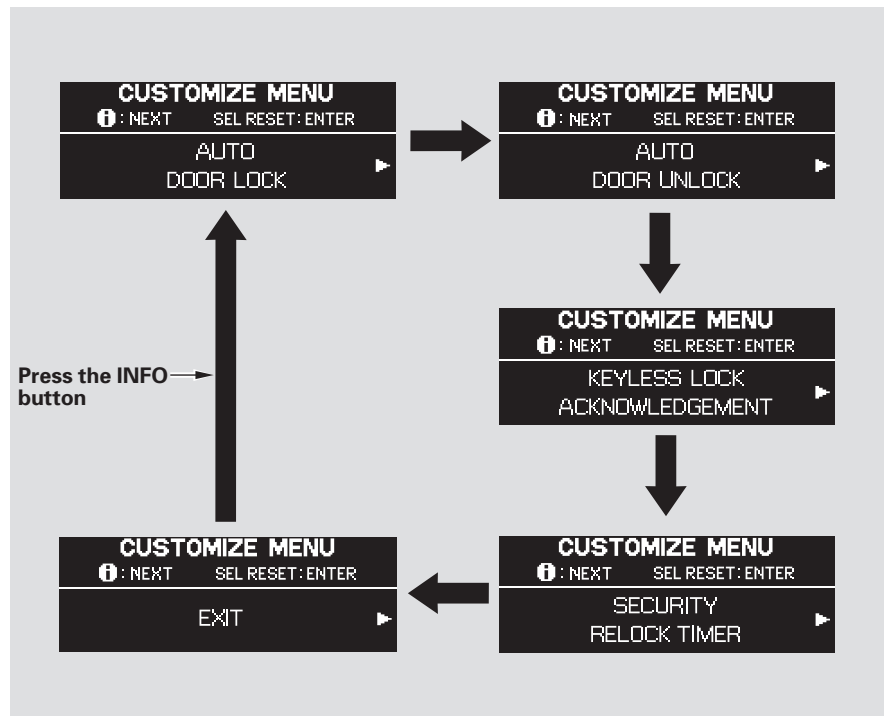 CUSTOMIZE MENU
i : NEXT SEL RESET : ENTER
AUTO
DOOR LOCK
CUSTOMIZE MENU
i : NEXT SEL RESET : ENTER
AUTO
DOOR UNLOCK
CUSTOMIZE MENU
i : NEXT SEL RESET : ENTER
KEYLESS LOCK
ACKNOWLEDGEMENT
Press the INFO
button
CUSTOMIZE MENU
i : NEXT SEL RESET : ENTER
EXIT
CUSTOMIZE MENU
i : NEXT SEL RESET : ENTER
SECURITY
RELOCK TIMER